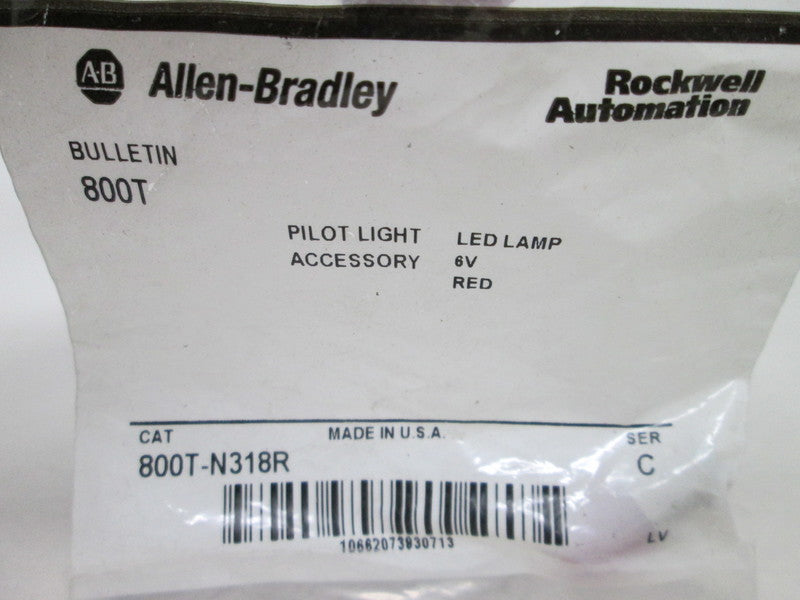 A-B Allen-Bradley
Rockwell
Automation
BULLETIN
800T
PILOT LIGHT LED LAMP
ACCESSORY 6V
RED
CAT MADE IN U.S.A. SER
800T-N318R C
10662073930713
LV